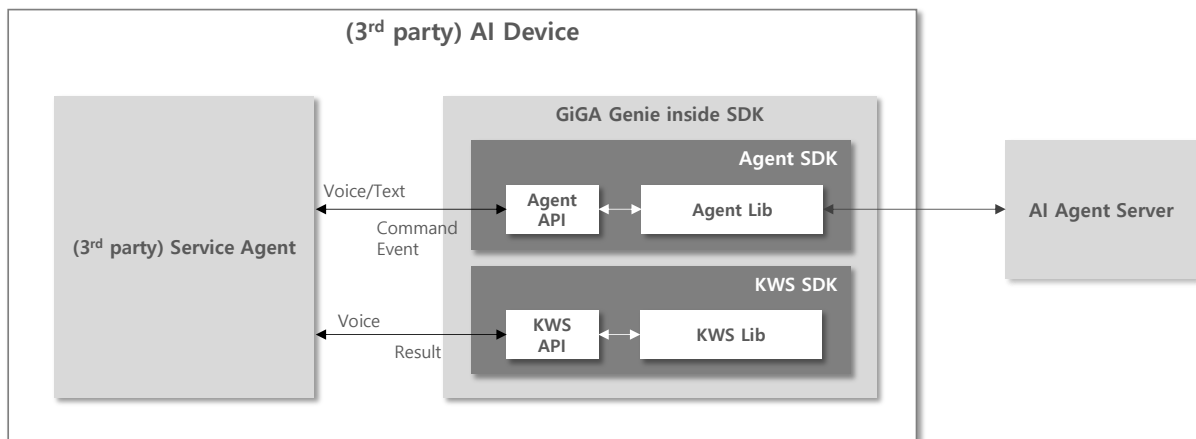 (3rd party) AI Device
GiGA Genie inside SDK
Agent SDK
Voice/Text
Agent
API
Agent Lib
AI Agent Server
Command
Event
(3rd party) Service Agent
KWS SDK
Voice
KWS
API
KWS Lib
Result